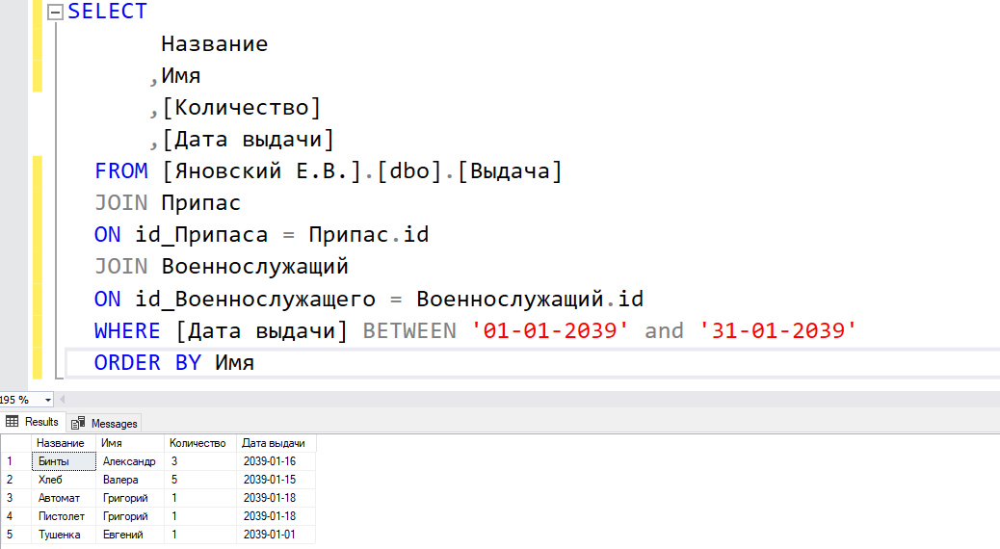 SELECT
Название
,Имя
,[Количество]
,[Дата выдачи]
FROM [Яновский Е.В.].[dbo].[Выдача]
JOIN Припас
ON id_Припаса = Припас.id
JOIN Военнослужащий
ON id_Военнослужащего = Военнослужащий.id
WHERE [Дата выдачи] BETWEEN '01-01-2039' and '31-01-2039'
ORDER BY Имя
195 %
Results Messages
Название Имя Количество Дата выдачи
1 Бинты Александр 3 2039-01-16
2 Хлеб Валера 5 2039-01-15
3 Автомат Григорий 1 2039-01-18
4 Пистолет Григорий 1 2039-01-18
5 Тушенка Евгений 1 2039-01-01